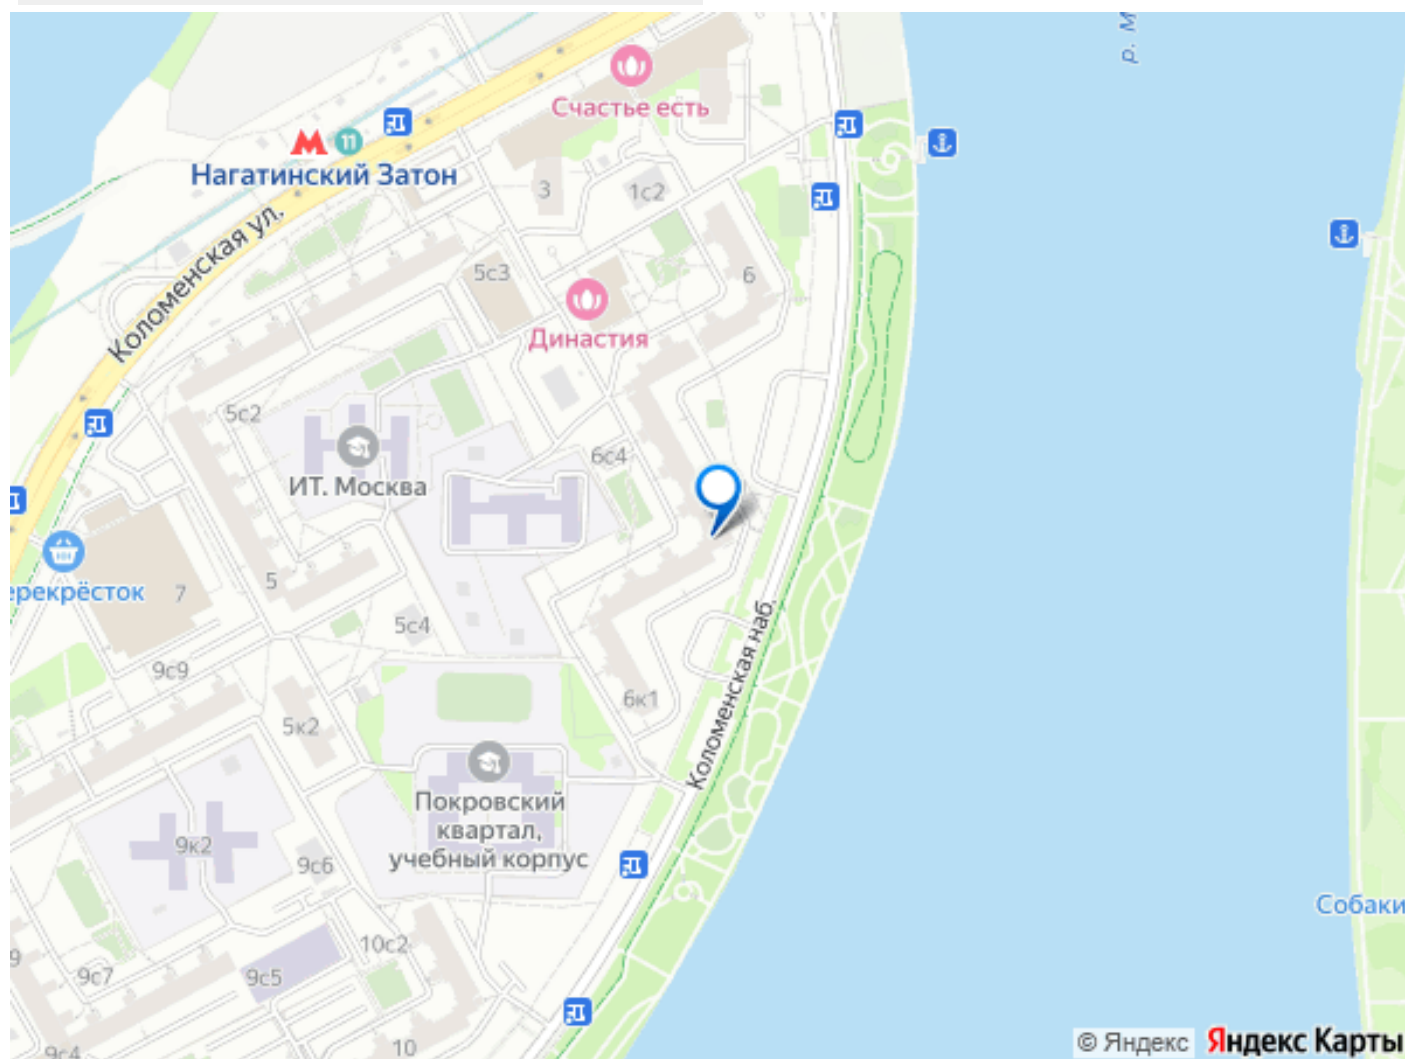 р. М
Счастье есть
11
Нагатинский Затон
3
1с2
Коломенская ул.
5с3
6
Династия
5с2
6с4
ИТ. Москва
ерекрёсток
7
5
5с4
Коломенская наб.
9с9
6к1
5к2
Покровский
квартал,
учебный корпус
9к2
9с6
Собаки
10с2
9
9с7
9с5
10
9с4
© Яндекс Яндекс Карты